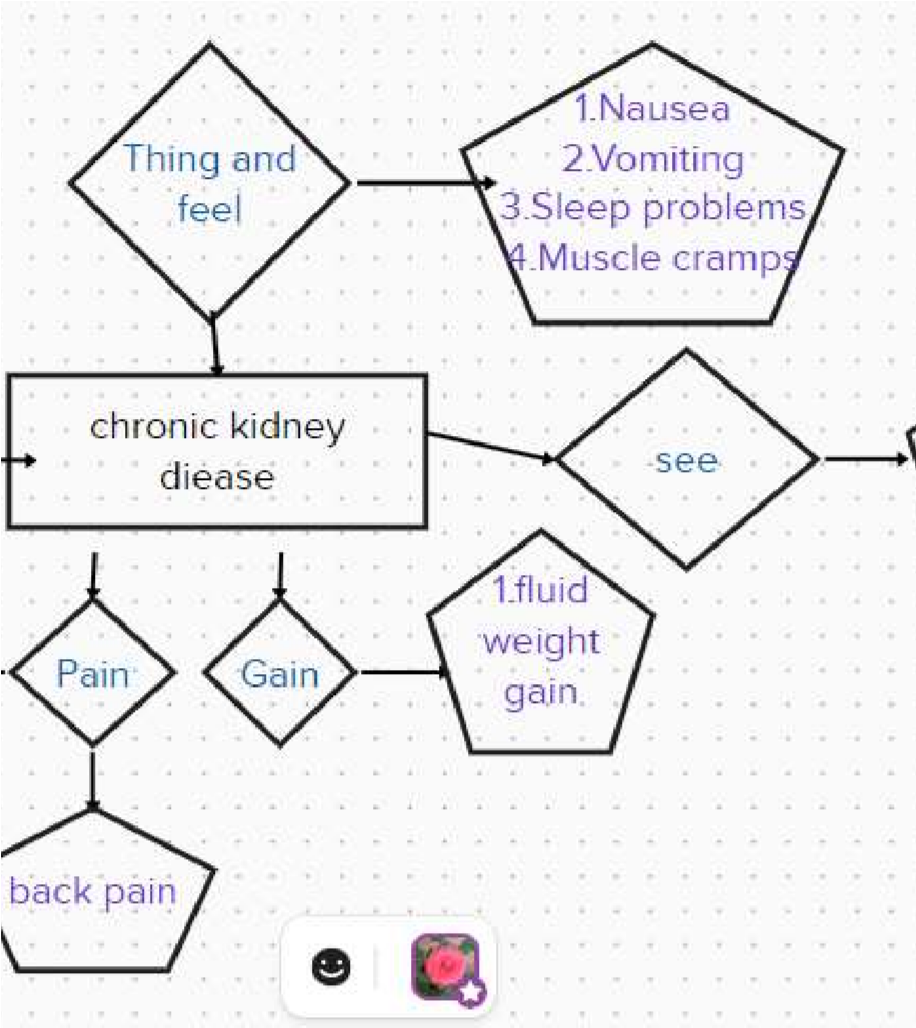 Thing and
feel
1.Nausea
2.Vomiting
3.Sleep problems
4.Muscle cramps
chronic kidney
diease
see
Pain
Gain
1.fluid
weight
gain
back pain